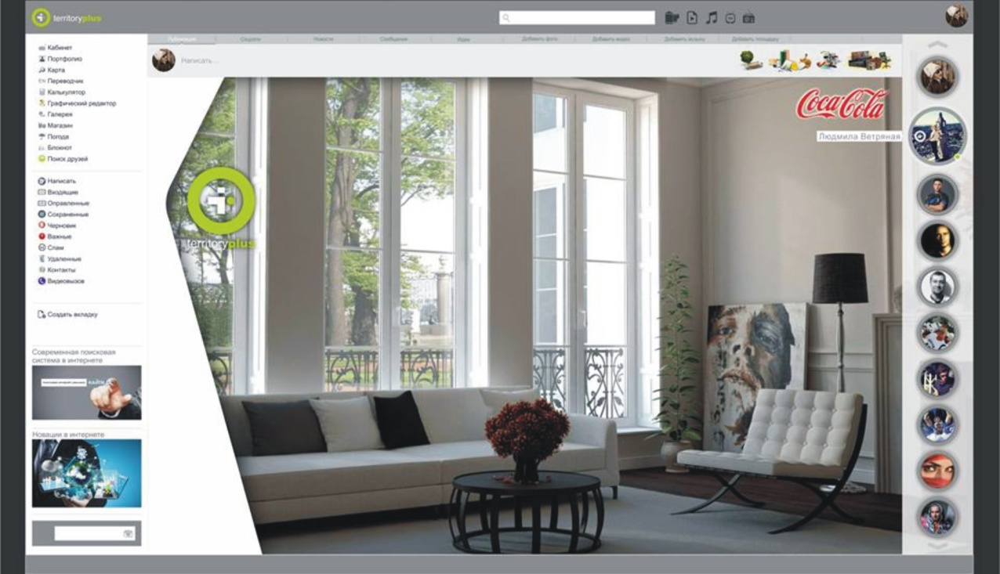 territoryplus
Публикации
Соцсети
Новости
Сообщения
Идеи
Добавить фото
Добавить видео
Добавить музыку
Добавить площадку
Написать ...
Кабинет
Портфолио
Карта
EN Переводчик
Калькулятор
Графический редактор
Галерея
Магазин
Погода
Блокнот
Поиск друзей
Написать
Входящие
Оправленные
Сохраненные
Черновик
Важные
Спам
Удаленные
Контакты
Видеовызов
Создать вкладку
Современная поисковая
система в интернете
НАЙТИ
Новации в интернете
territoryplus
Coca Cola
Людмила Ветряная